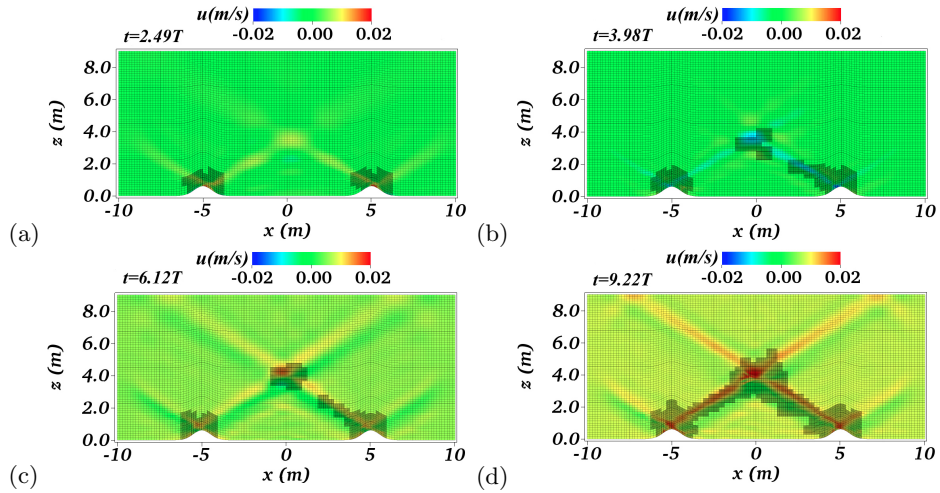 u(m/s)
-0.02 0.00 0.02
t=2.49T
z (m)
8.0
6.0
4.0
2.0
0.0
-10 -5 0 5 10
x (m)
(a)
u(m/s)
-0.02 0.00 0.02
t=3.98T
z (m)
8.0
6.0
4.0
2.0
0.0
-10 -5 0 5 10
x (m)
(b)
u(m/s)
-0.02 0.00 0.02
t=6.12T
z (m)
8.0
6.0
4.0
2.0
0.0
-10 -5 0 5 10
x (m)
(c)
u(m/s)
-0.02 0.00 0.02
t=9.22T
z (m)
8.0
6.0
4.0
2.0
0.0
-10 -5 0 5 10
x (m)
(d)